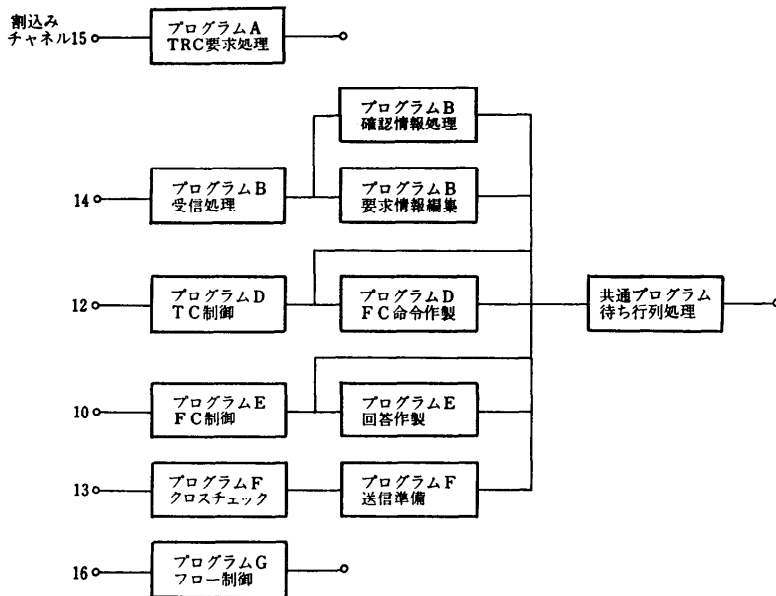 割込み
チャネル15
プログラムA
TRC要求処理
プログラムB
確認情報処理
14
プログラムB
受信処理
プログラムB
要求情報編集
12
プログラムD
TC制御
プログラムD
FC命令作製
共通プログラム
待ち行列処理
10
プログラムE
FC制御
プログラムE
回答作製
13
プログラムF
クロスチェック
プログラムF
送信準備
16
プログラムG
フロー制御